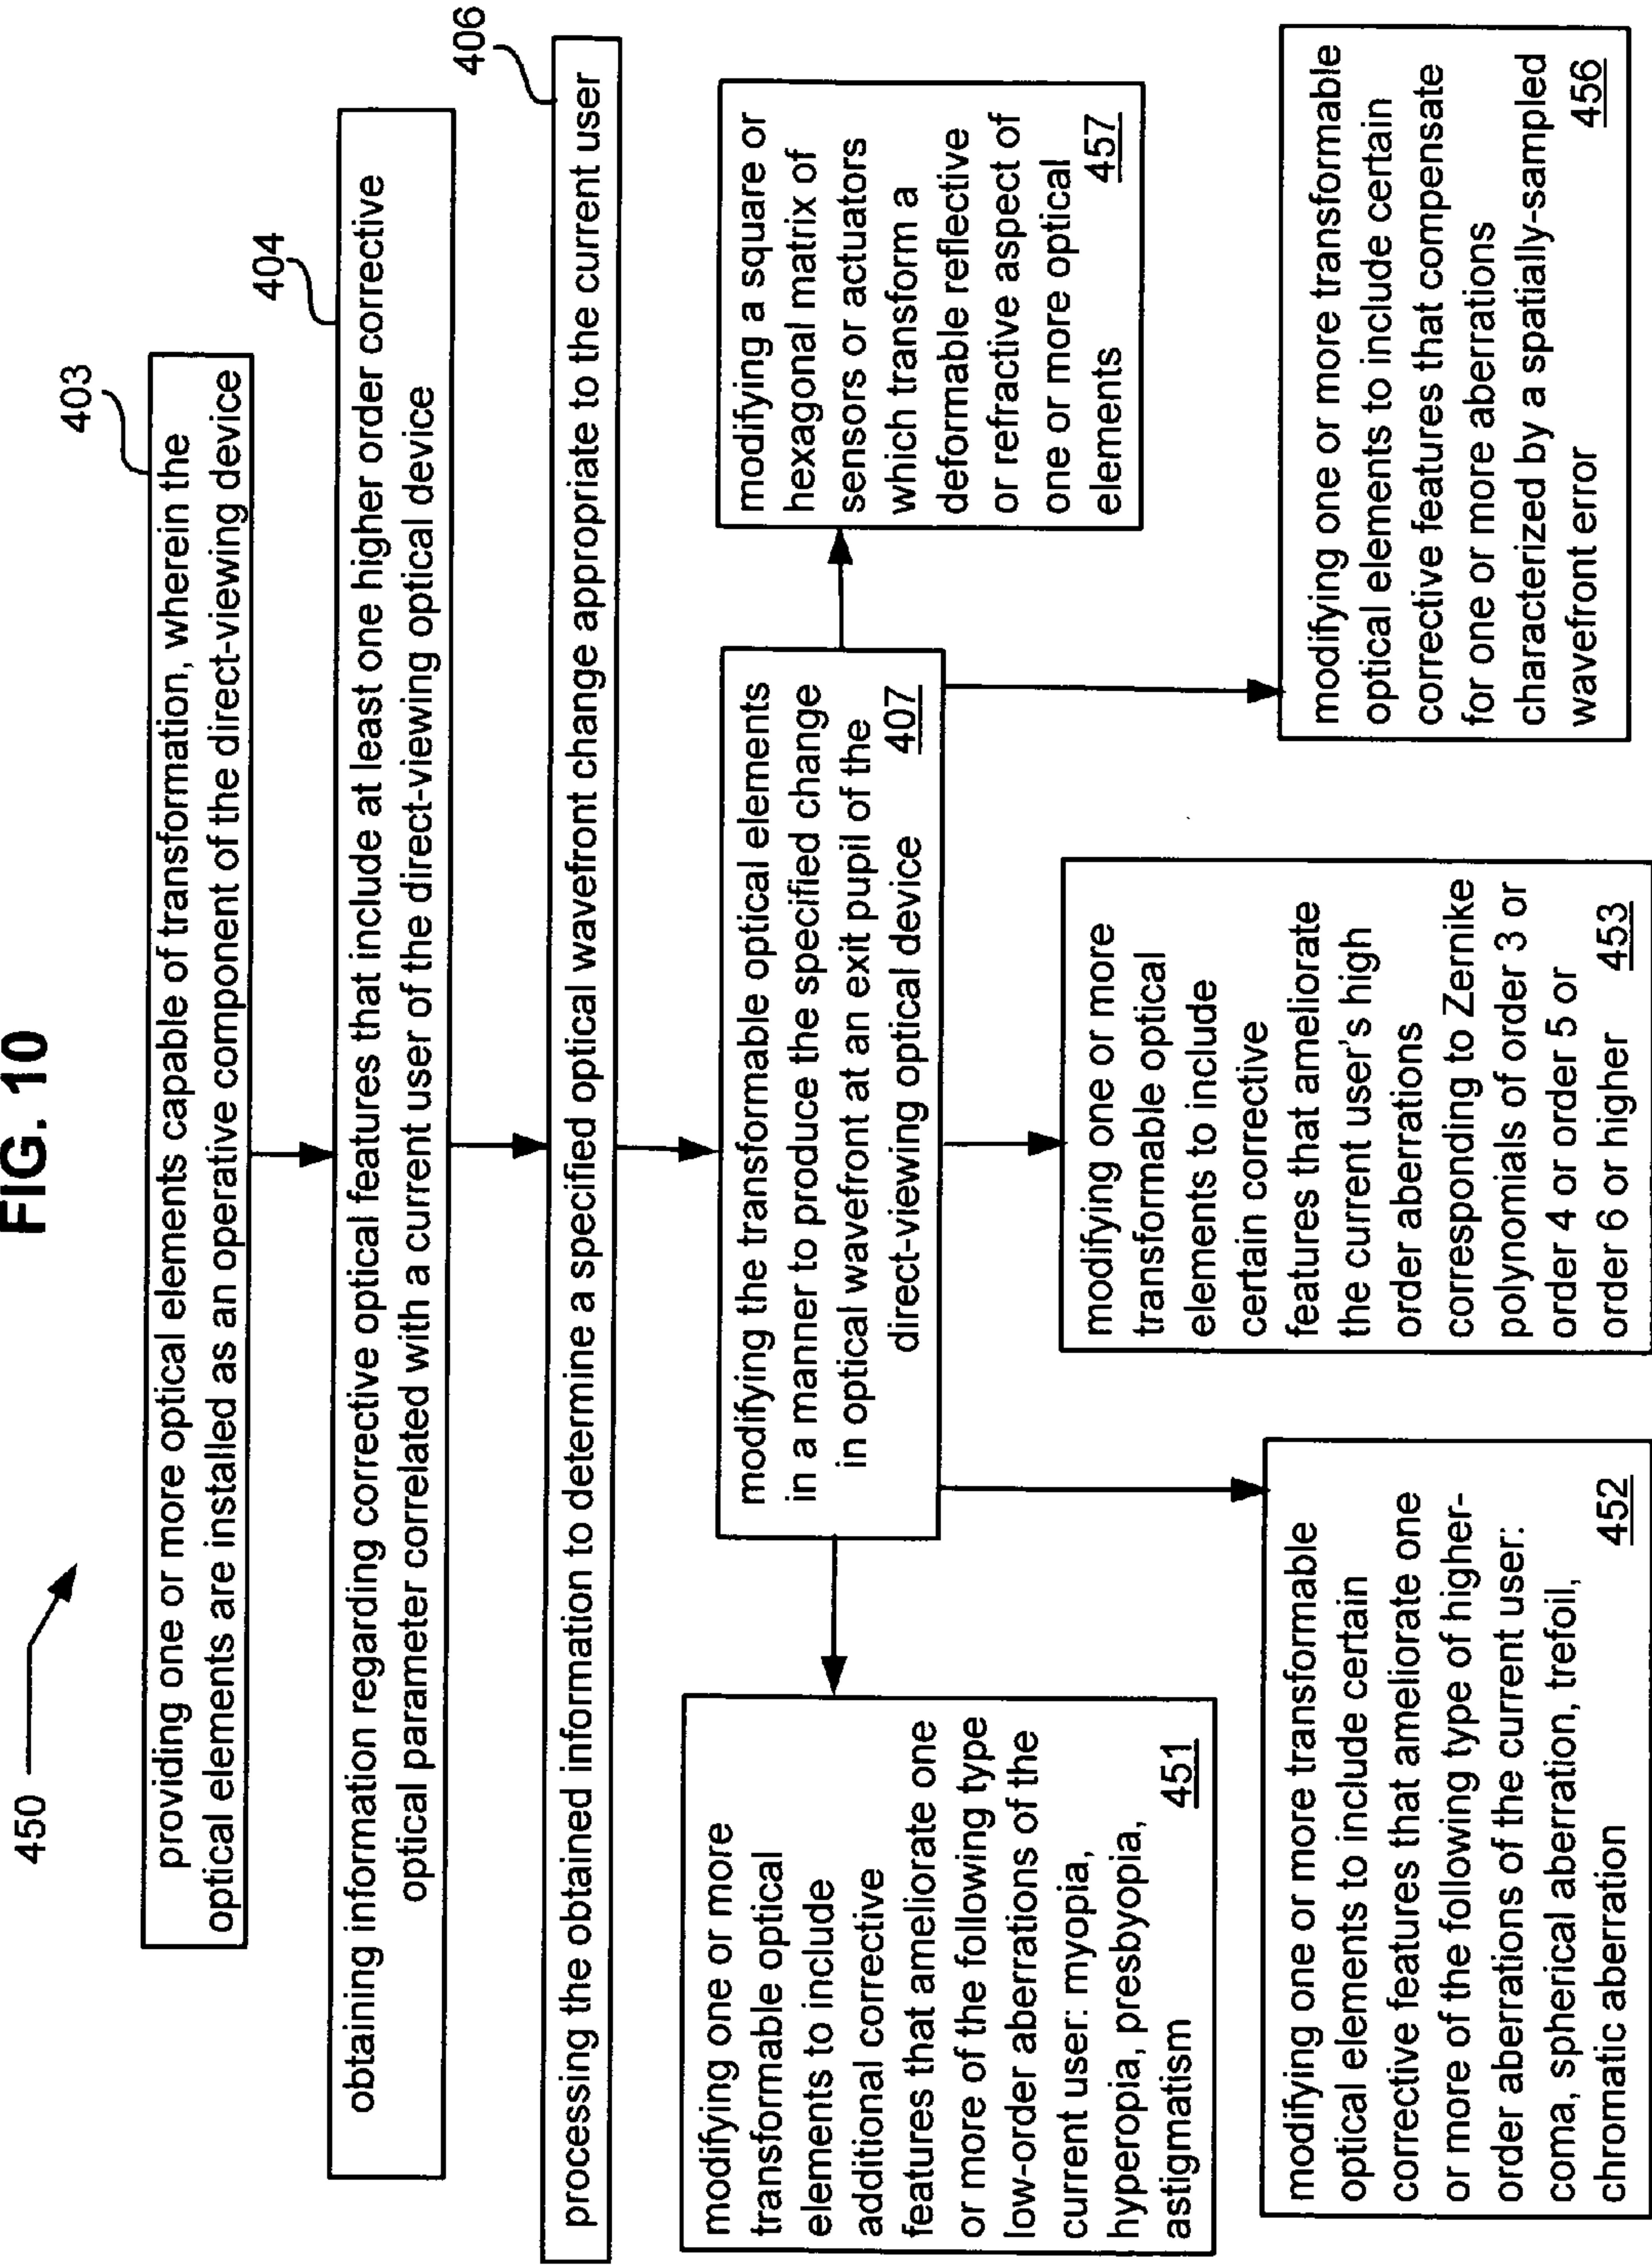 FIG. 10
450
403
providing one or more optical elements capable of transformation, wherein the
optical elements are installed as an operative component of the direct-viewing device
404
obtaining information regarding corrective optical features that include at least one higher order corrective
optical parameter correlated with a current user of the direct-viewing optical device
406
processing the obtained information to determine a specified optical wavefront change appropriate to the current user
modifying the transformable optical elements
in a manner to produce the specified change
in optical wavefront at an exit pupil of the
direct-viewing optical device 407
modifying one or more
transformable optical
elements to include
additional corrective
features that ameliorate one
or more of the following type
low-order aberrations of the
current user: myopia,
hyperopia, presbyopia,
astigmatism 451
modifying a square or
hexagonal matrix of
sensors or actuators
which transform a
deformable reflective
or refractive aspect of
one or more optical
elements 457
modifying one or more transformable
optical elements to include certain
corrective features that ameliorate one
or more of the following type of higher-
order aberrations of the current user:
coma, spherical aberration, trefoil,
chromatic aberration 452
modifying one or more
transformable optical
elements to include
certain corrective
features that ameliorate
the current user's high
order aberrations
corresponding to Zernike
polynomials of order 3 or
order 4 or order 5 or
order 6 or higher 453
modifying one or more transformable
optical elements to include certain
corrective features that compensate
for one or more aberrations
characterized by a spatially-sampled
wavefront error 456